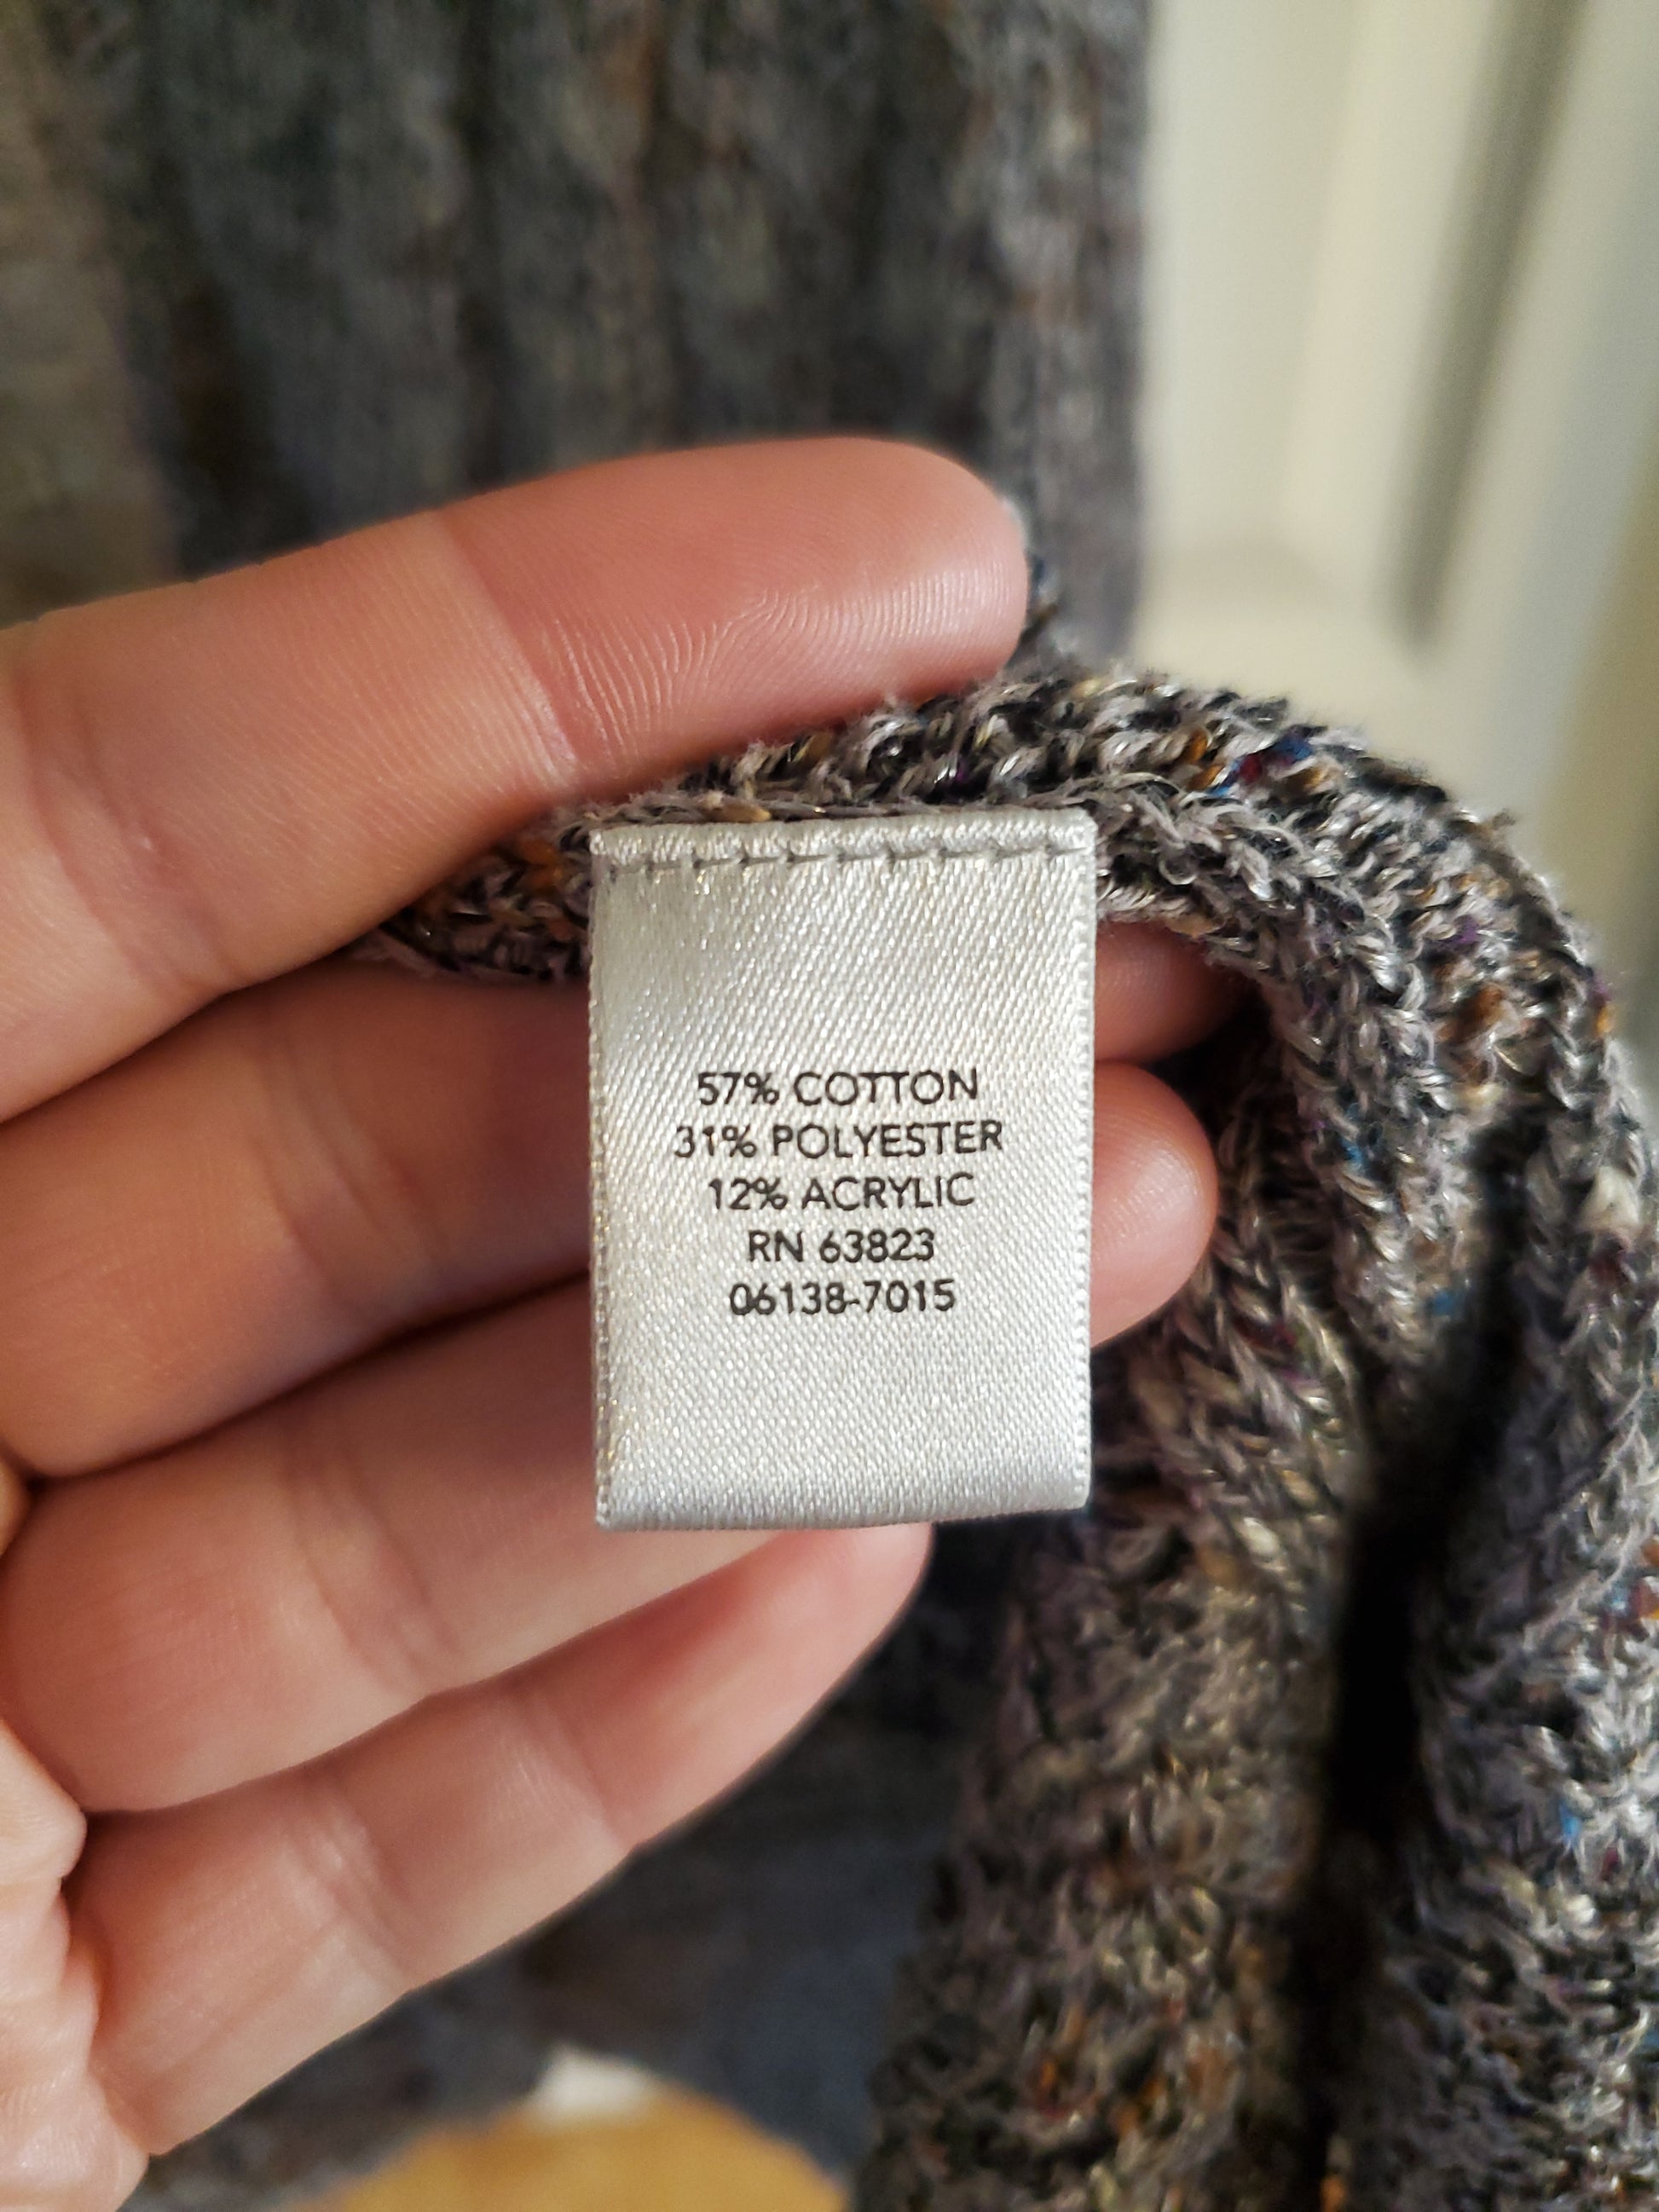 57% COTTON
31% POLYESTER
12% ACRYLIC
RN 63823
06138-7015